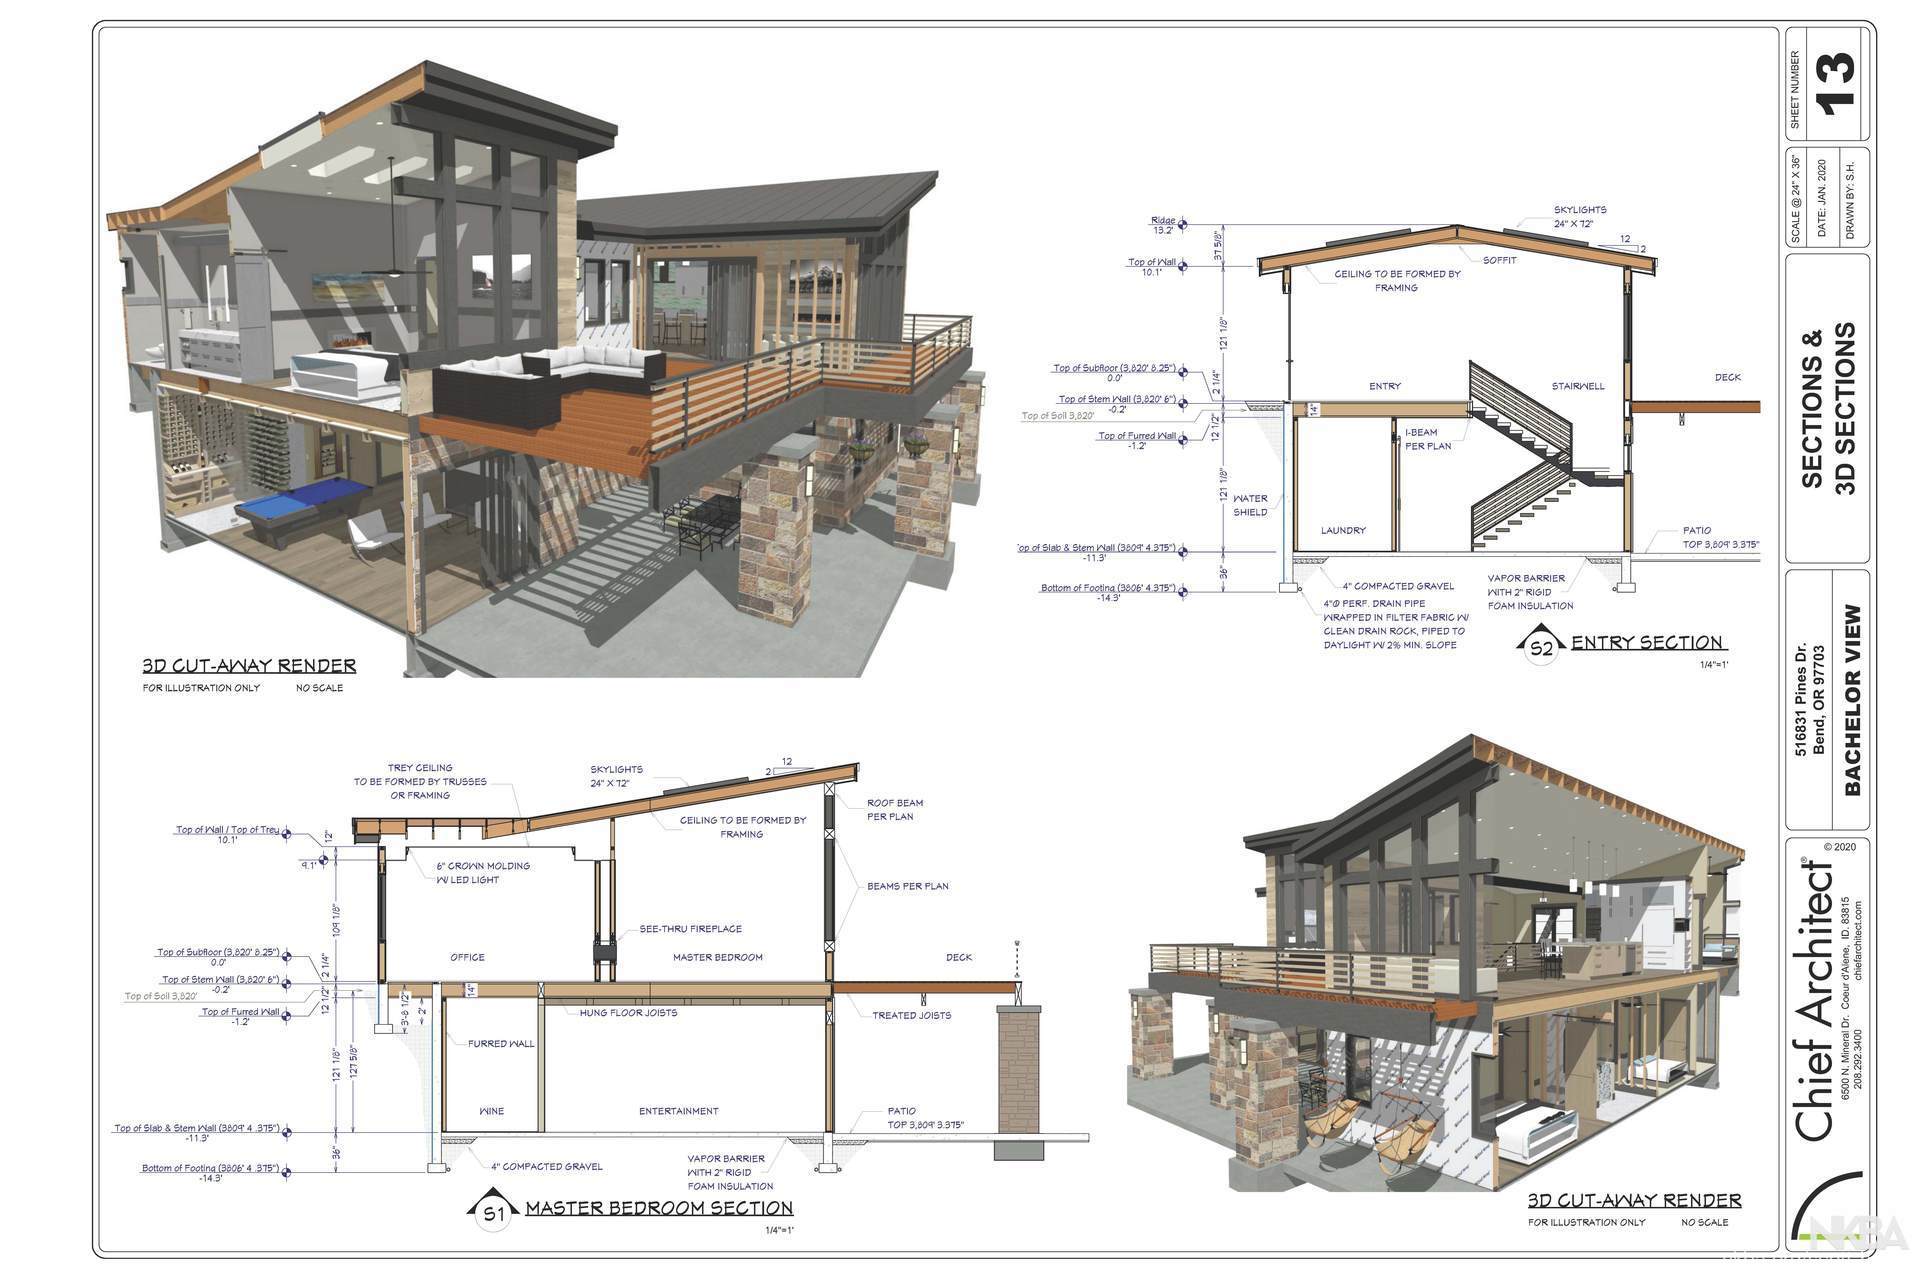 3D CUT-AWAY RENDER
FOR ILLUSTRATION ONLY NO SCALE
Ridge
13.2'
Top of Wall
10.1'
Top of Subfloor (3,820' 8.25")
0.0'
Top of Stem Wall (3,820' 6")
-0.2'
Top of Soil 3,820'
Top of Furred Wall
-1.2'
op of Slab & Stem Wall (3809' 4.375")
-11.3'
Bottom of Footing (3806' 4.375")
-14.3'
37 5/8"
121 1/8"
2 1/4"
12 1/2"
121 1/8"
36"
SKYLIGHTS
24" X 72"
12
2
SOFFIT
CEILING TO BE FORMED BY
FRAMING
ENTRY
STAIRWELL
DECK
14"
I-BEAM
PER PLAN
WATER
SHIELD
LAUNDRY
PATIO
TOP 3,809' 3.375"
4" COMPACTED GRAVEL
4"Ø PERF. DRAIN PIPE
WRAPPED IN FILTER FABRIC W/
CLEAN DRAIN ROCK, PIPED TO
DAYLIGHT W/ 2% MIN. SLOPE
VAPOR BARRIER
WITH 2" RIGID
FOAM INSULATION
S2 ENTRY SECTION
1/4"=1'
TREY CEILING
TO BE FORMED BY TRUSSES
OR FRAMING
SKYLIGHTS
24" X 72"
12
2
ROOF BEAM
PER PLAN
CEILING TO BE FORMED BY
FRAMING
Top of Wall / Top of Trey
10.1'
9.1'
12"
6" CROWN MOLDING
W/ LED LIGHT
BEAMS PER PLAN
109 1/8"
SEE-THRU FIREPLACE
Top of Subfloor (3,820' 8.25")
0.0'
Top of Stem Wall (3,820' 6")
-0.2'
Top of Soil 3,820'
Top of Furred Wall
-1.2'
2 1/4"
12 1/2"
OFFICE
MASTER BEDROOM
DECK
14"
3'-8 1/2"
2'
HUNG FLOOR JOISTS
TREATED JOISTS
FURRED WALL
121 1/8"
127 5/8"
WINE
ENTERTAINMENT
PATIO
TOP 3,809' 3.375"
Top of Slab & Stem Wall (3809' 4 .375")
-11.3'
Bottom of Footing (3806' 4 .375")
-14.3'
36"
4" COMPACTED GRAVEL
VAPOR BARRIER
WITH 2" RIGID
FOAM INSULATION
S1 MASTER BEDROOM SECTION
1/4"=1'
3D CUT-AWAY RENDER
FOR ILLUSTRATION ONLY NO SCALE
SHEET NUMBER
13
SCALE @ 24" X 36"
DATE: JAN. 2020
DRAWN BY: S.H.
SECTIONS &
3D SECTIONS
516831 Pines Dr.
Bend, OR 97703
BACHELOR VIEW
© 2020
Chief Architect®
6500 N. Mineral Dr. Coeur d'Alene, ID. 83815
208.292.3400 chiefarchitect.com
NKBA